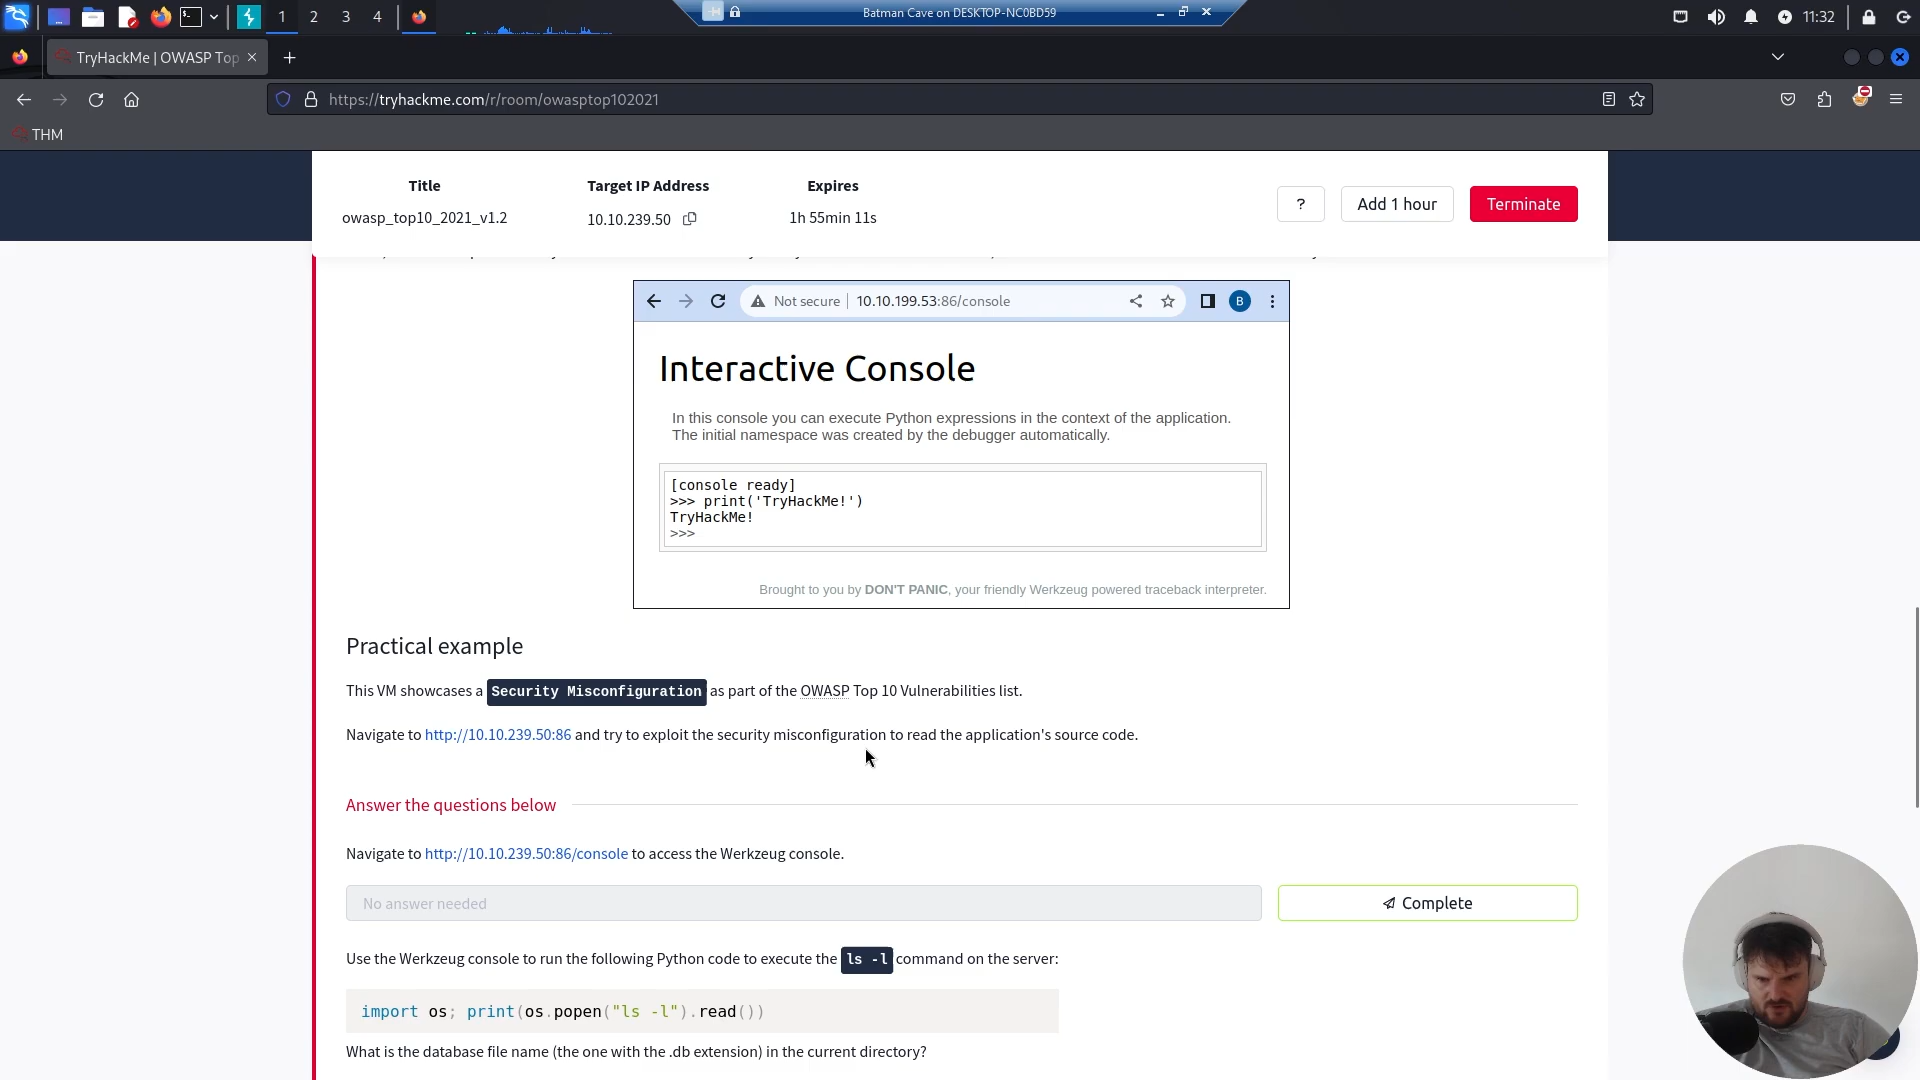 1 2 3 4
Batman Cave on DESKTOP-NC0BD59
11:32
TryHackMe | OWASP Top
https://tryhackme.com/r/room/owasptop102021
THM
Title
Target IP Address
Expires
owasp_top10_2021_v1.2
10.10.239.50
1h 55min 11s
?
Add 1 hour
Terminate
Not secure
10.10.199.53:86/console
B
Interactive Console
In this console you can execute Python expressions in the context of the application.
The initial namespace was created by the debugger automatically.
[console ready]
>>> print('TryHackMe!')
TryHackMe!
>>>
Brought to you by DON'T PANIC, your friendly Werkzeug powered traceback interpreter.
Practical example
This VM showcases a Security Misconfiguration as part of the OWASP Top 10 Vulnerabilities list.
Navigate to http://10.10.239.50:86 and try to exploit the security misconfiguration to read the application's source code.
Answer the questions below
Navigate to http://10.10.239.50:86/console to access the Werkzeug console.
No answer needed
Complete
Use the Werkzeug console to run the following Python code to execute the ls -l command on the server:
import os; print(os.popen("ls -l").read())
What is the database file name (the one with the .db extension) in the current directory?